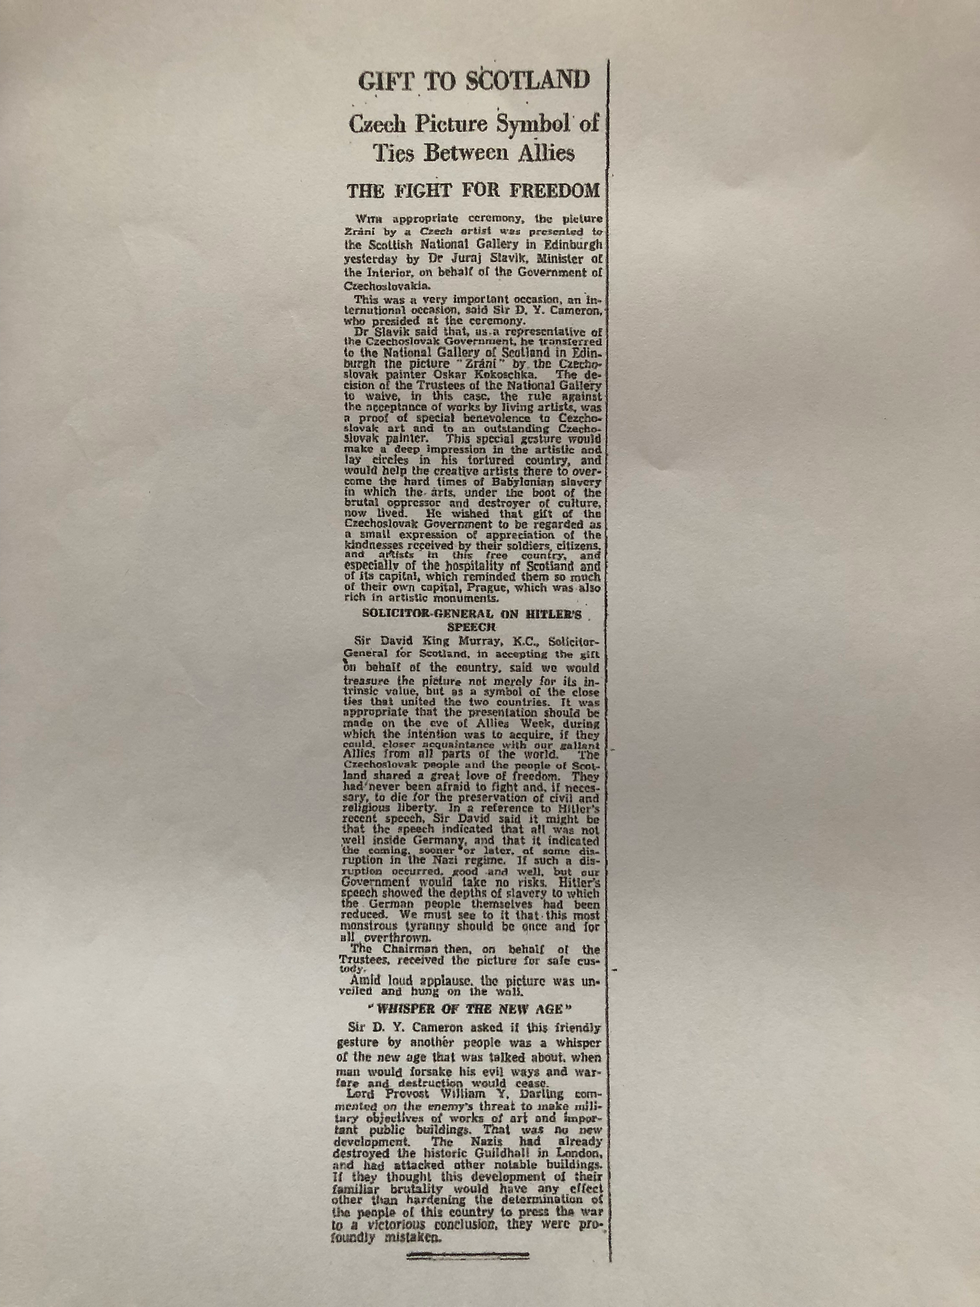 GIFT TO SCOTLAND
Czech Picture Symbol of
Ties Between Allies
THE FIGHT FOR FREEDOM
WITH appropriate ceremony, the picture
Zrání by a Czech artist was presented to
the Scottish National Gallery in Edinburgh
yesterday by Dr Juraj Slavik, Minister of
the Interior, on behalf of the Government of
Czechoslovakia.
This was a very important occasion, an in-
ternational occasion, said Sir D. Y. Cameron,
who presided at the ceremony.
Dr Slavik said that, as a representative of
the Czechoslovak Government, he transferred
to the National Gallery of Scotland in Edin-
burgh the picture "Zrání" by the Czecho-
slovak painter Oskar Kokoschka. The de-
cision of the Trustees of the National Gallery
to waive, in this case, the rule against
the acceptance of works by living artists, was
a proof of special benevolence to Cezcho-
slovak art and to an outstanding Czecho-
slovak painter. This special gesture would
make a deep impression in the artistic and
lay circles in his tortured country, and
would help the creative artists there to over-
come the hard times of Babylonian slavery
in which the arts, under the boot of the
brutal oppressor and destroyer of culture,
now lived. He wished that gift of the
Czechoslovak Government to be regarded as
a small expression of appreciation of the
kindnesses received by their soldiers, citizens,
and artists in this free country, and
especially of the hospitality of Scotland and
of its capital, which reminded them so much
of their own capital, Prague, which was also
rich in artistic monuments.
SOLICITOR-GENERAL ON HITLER'S
SPEECH
Sir David King Murray, K.C., Solicitor-
General for Scotland, in accepting the gift
on behalf of the country, said we would
treasure the picture not merely for its in-
trinsic value, but as a symbol of the close
ties that united the two countries. It was
appropriate that the presentation should be
made on the eve of Allies Week, during
which the intention was to acquire, if they
could, closer acquaintance with our gallant
Allies from all parts of the world. The
Czechoslovak people and the people of Scot-
land shared a great love of freedom. They
had never been afraid to fight and, if neces-
sary, to die for the preservation of civil and
religious liberty. In a reference to Hitler's
recent speech, Sir David said it might be
that the speech indicated that all was not
well inside Germany, and that it indicated
the coming, sooner or later, of some dis-
ruption in the Nazi regime. If such a dis-
ruption occurred, good and well, but our
Government would take no risks. Hitler's
speech showed the depths of slavery to which
the German people themselves had been
reduced. We must see to it that this most
monstrous tyranny should be once and for
all overthrown.
The Chairman then, on behalf of the
Trustees, received the picture for safe cus-
tody.
Amid loud applause, the picture was un-
veiled and hung on the wall.
"WHISPER OF THE NEW AGE"
Sir D. Y. Cameron asked if this friendly
gesture by another people was a whisper
of the new age that was talked about, when
man would forsake his evil ways and war-
fare and destruction would cease.
Lord Provost William Y. Darling com-
mented on the enemy's threat to make mili-
tary objectives of works of art and impor-
tant public buildings. That was no new
development. The Nazis had already
destroyed the historic Guildhall in London,
and had attacked other notable buildings.
If they thought this development of their
familiar brutality would have any effect
other than hardening the determination of
the people of this country to press the war
to a victorious conclusion, they were pro-
foundly mistaken.